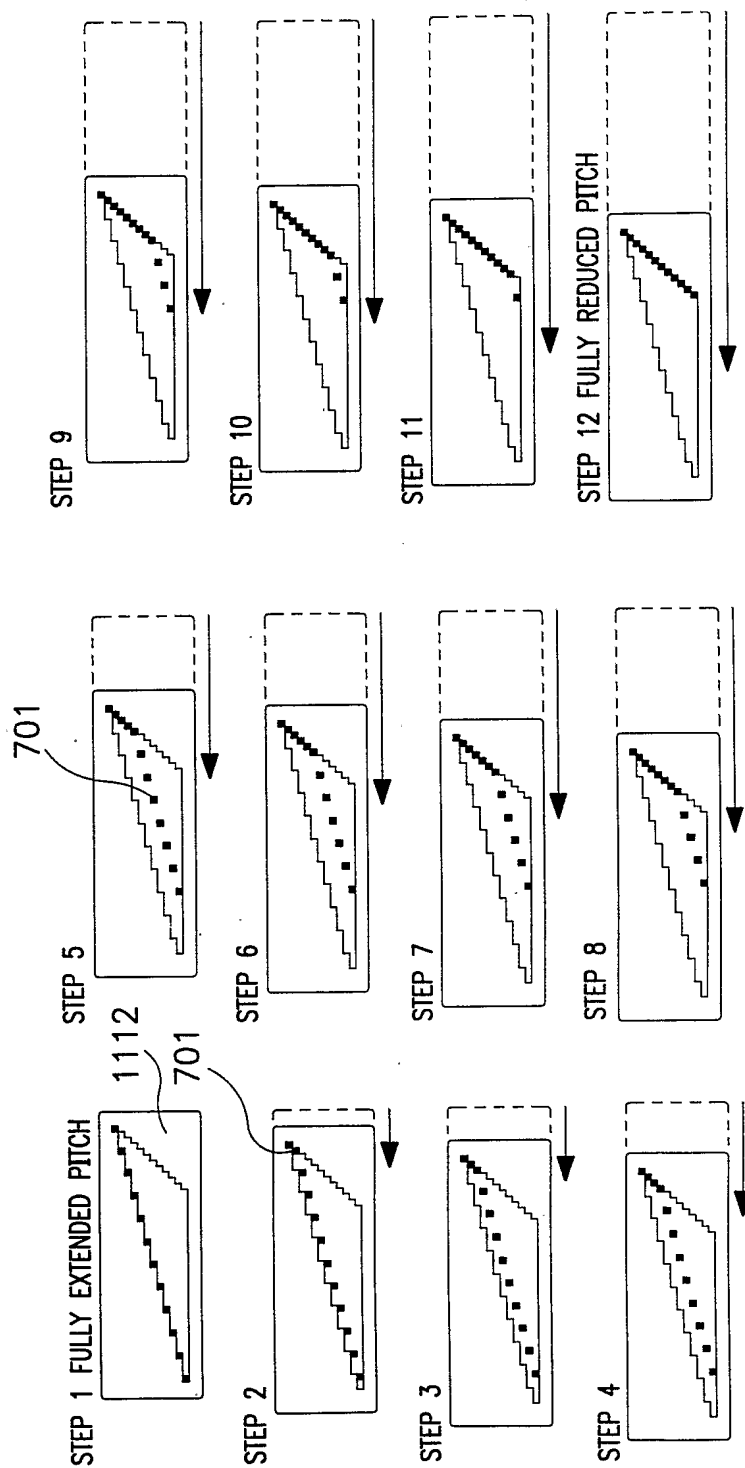 STEP 1 FULLY EXTENDED PITCH
1112
STEP 2
701
STEP 3
STEP 4
STEP 5
701
STEP 6
STEP 7
STEP 8
STEP 9
STEP 10
STEP 11
STEP 12 FULLY REDUCED PITCH